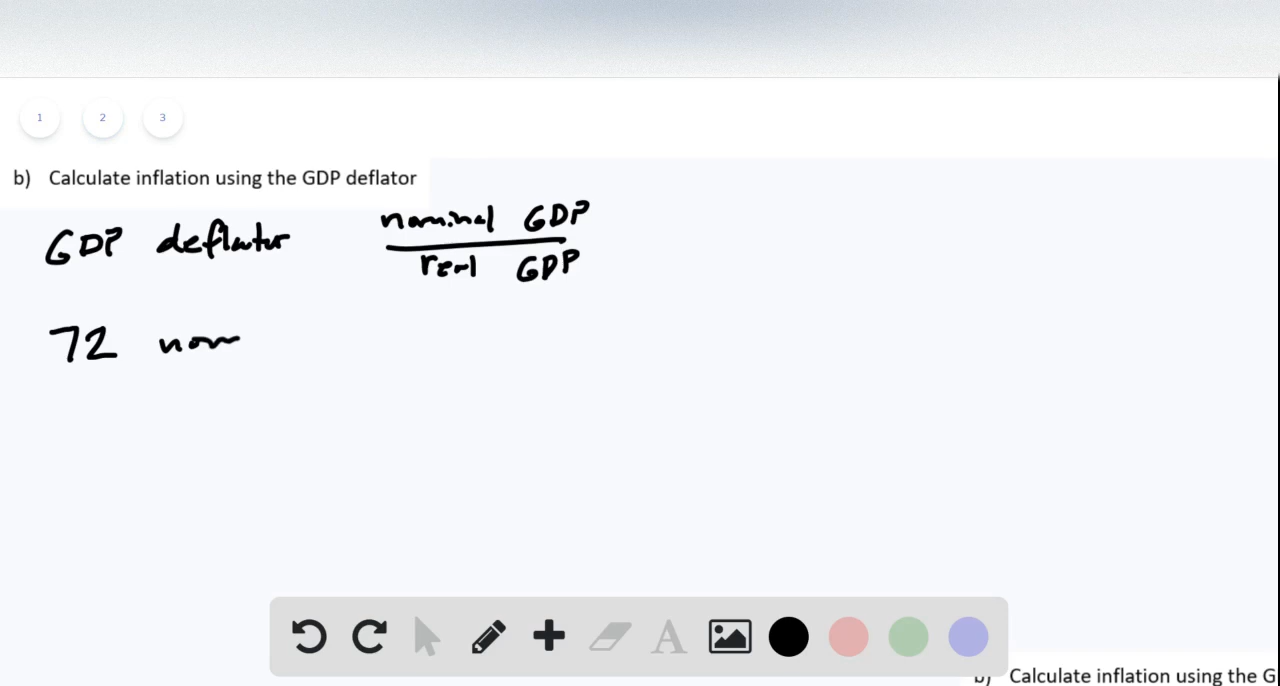 1 2 3
b) Calculate inflation using the GDP deflator
GDP deflator nominal GDP
real GDP
72 nom
A
b) Calculate inflation using the G